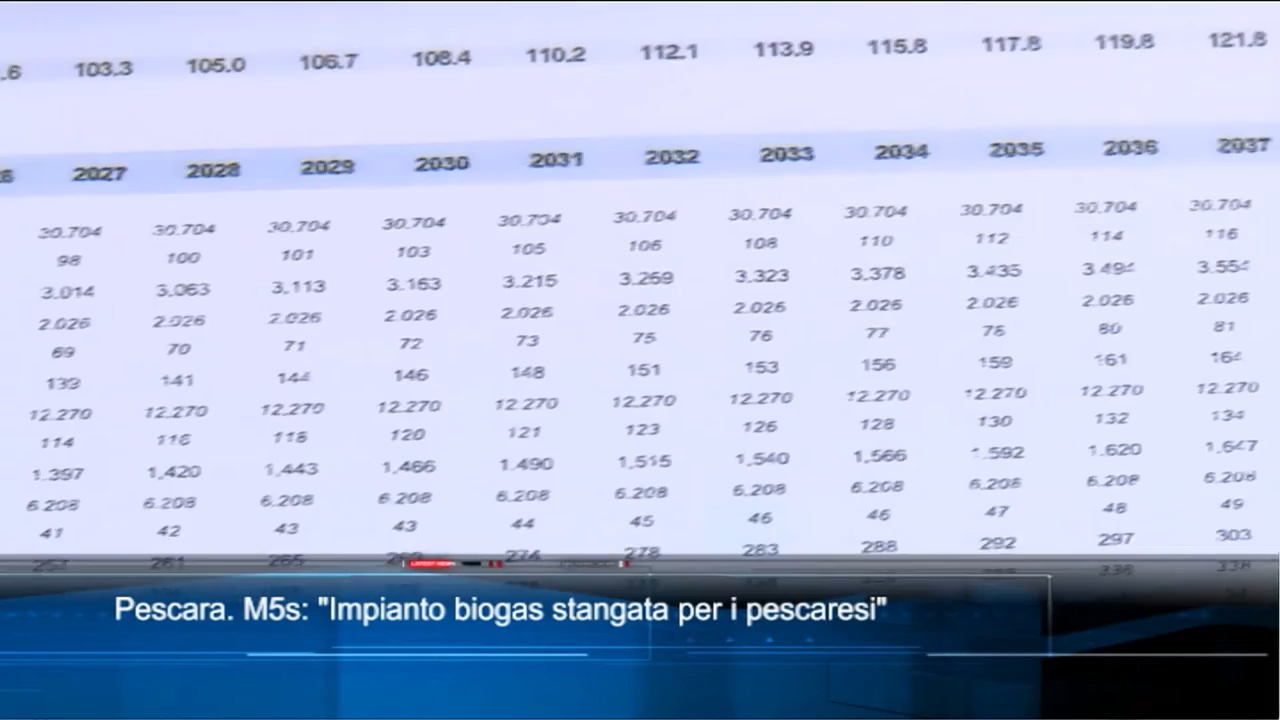 .6 103.3 105.0 106.7 108.4 110.2 112.1 113.9 115.8 117.8 119.8 121.8
2027 2028 2029 2030 2031 2032 2033 2034 2035 2036 2037
30.704 30.704 30.704 30.704 30.704 30.704 30.704 30.704 30.704 30.704 30.704
98 100 101 103 105 106 108 110 112 114 116
3.014 3.063 3.113 3.163 3.215 3.269 3.323 3.378 3.435 3.494 3.554
2.026 2.026 2.026 2.026 2.026 2.026 2.026 2.026 2.026 2.026 2.026
69 70 71 72 73 75 76 77 78 80 81
139 141 144 146 148 151 153 156 159 161 164
12.270 12.270 12.270 12.270 12.270 12.270 12.270 12.270 12.270 12.270 12.270
114 116 118 120 121 123 126 128 130 132 134
1.397 1.420 1.443 1.466 1.490 1.515 1.540 1.566 1.592 1.620 1.647
6.208 6.208 6.208 6.208 6.208 6.208 6.208 6.208 6.208 6.208 6.208
41 42 43 43 44 45 46 46 47 48 49
261 265 274 278 283 288 292 297 303
LATEST NEWS
Pescara. M5s: "Impianto biogas stangata per i pescaresi"